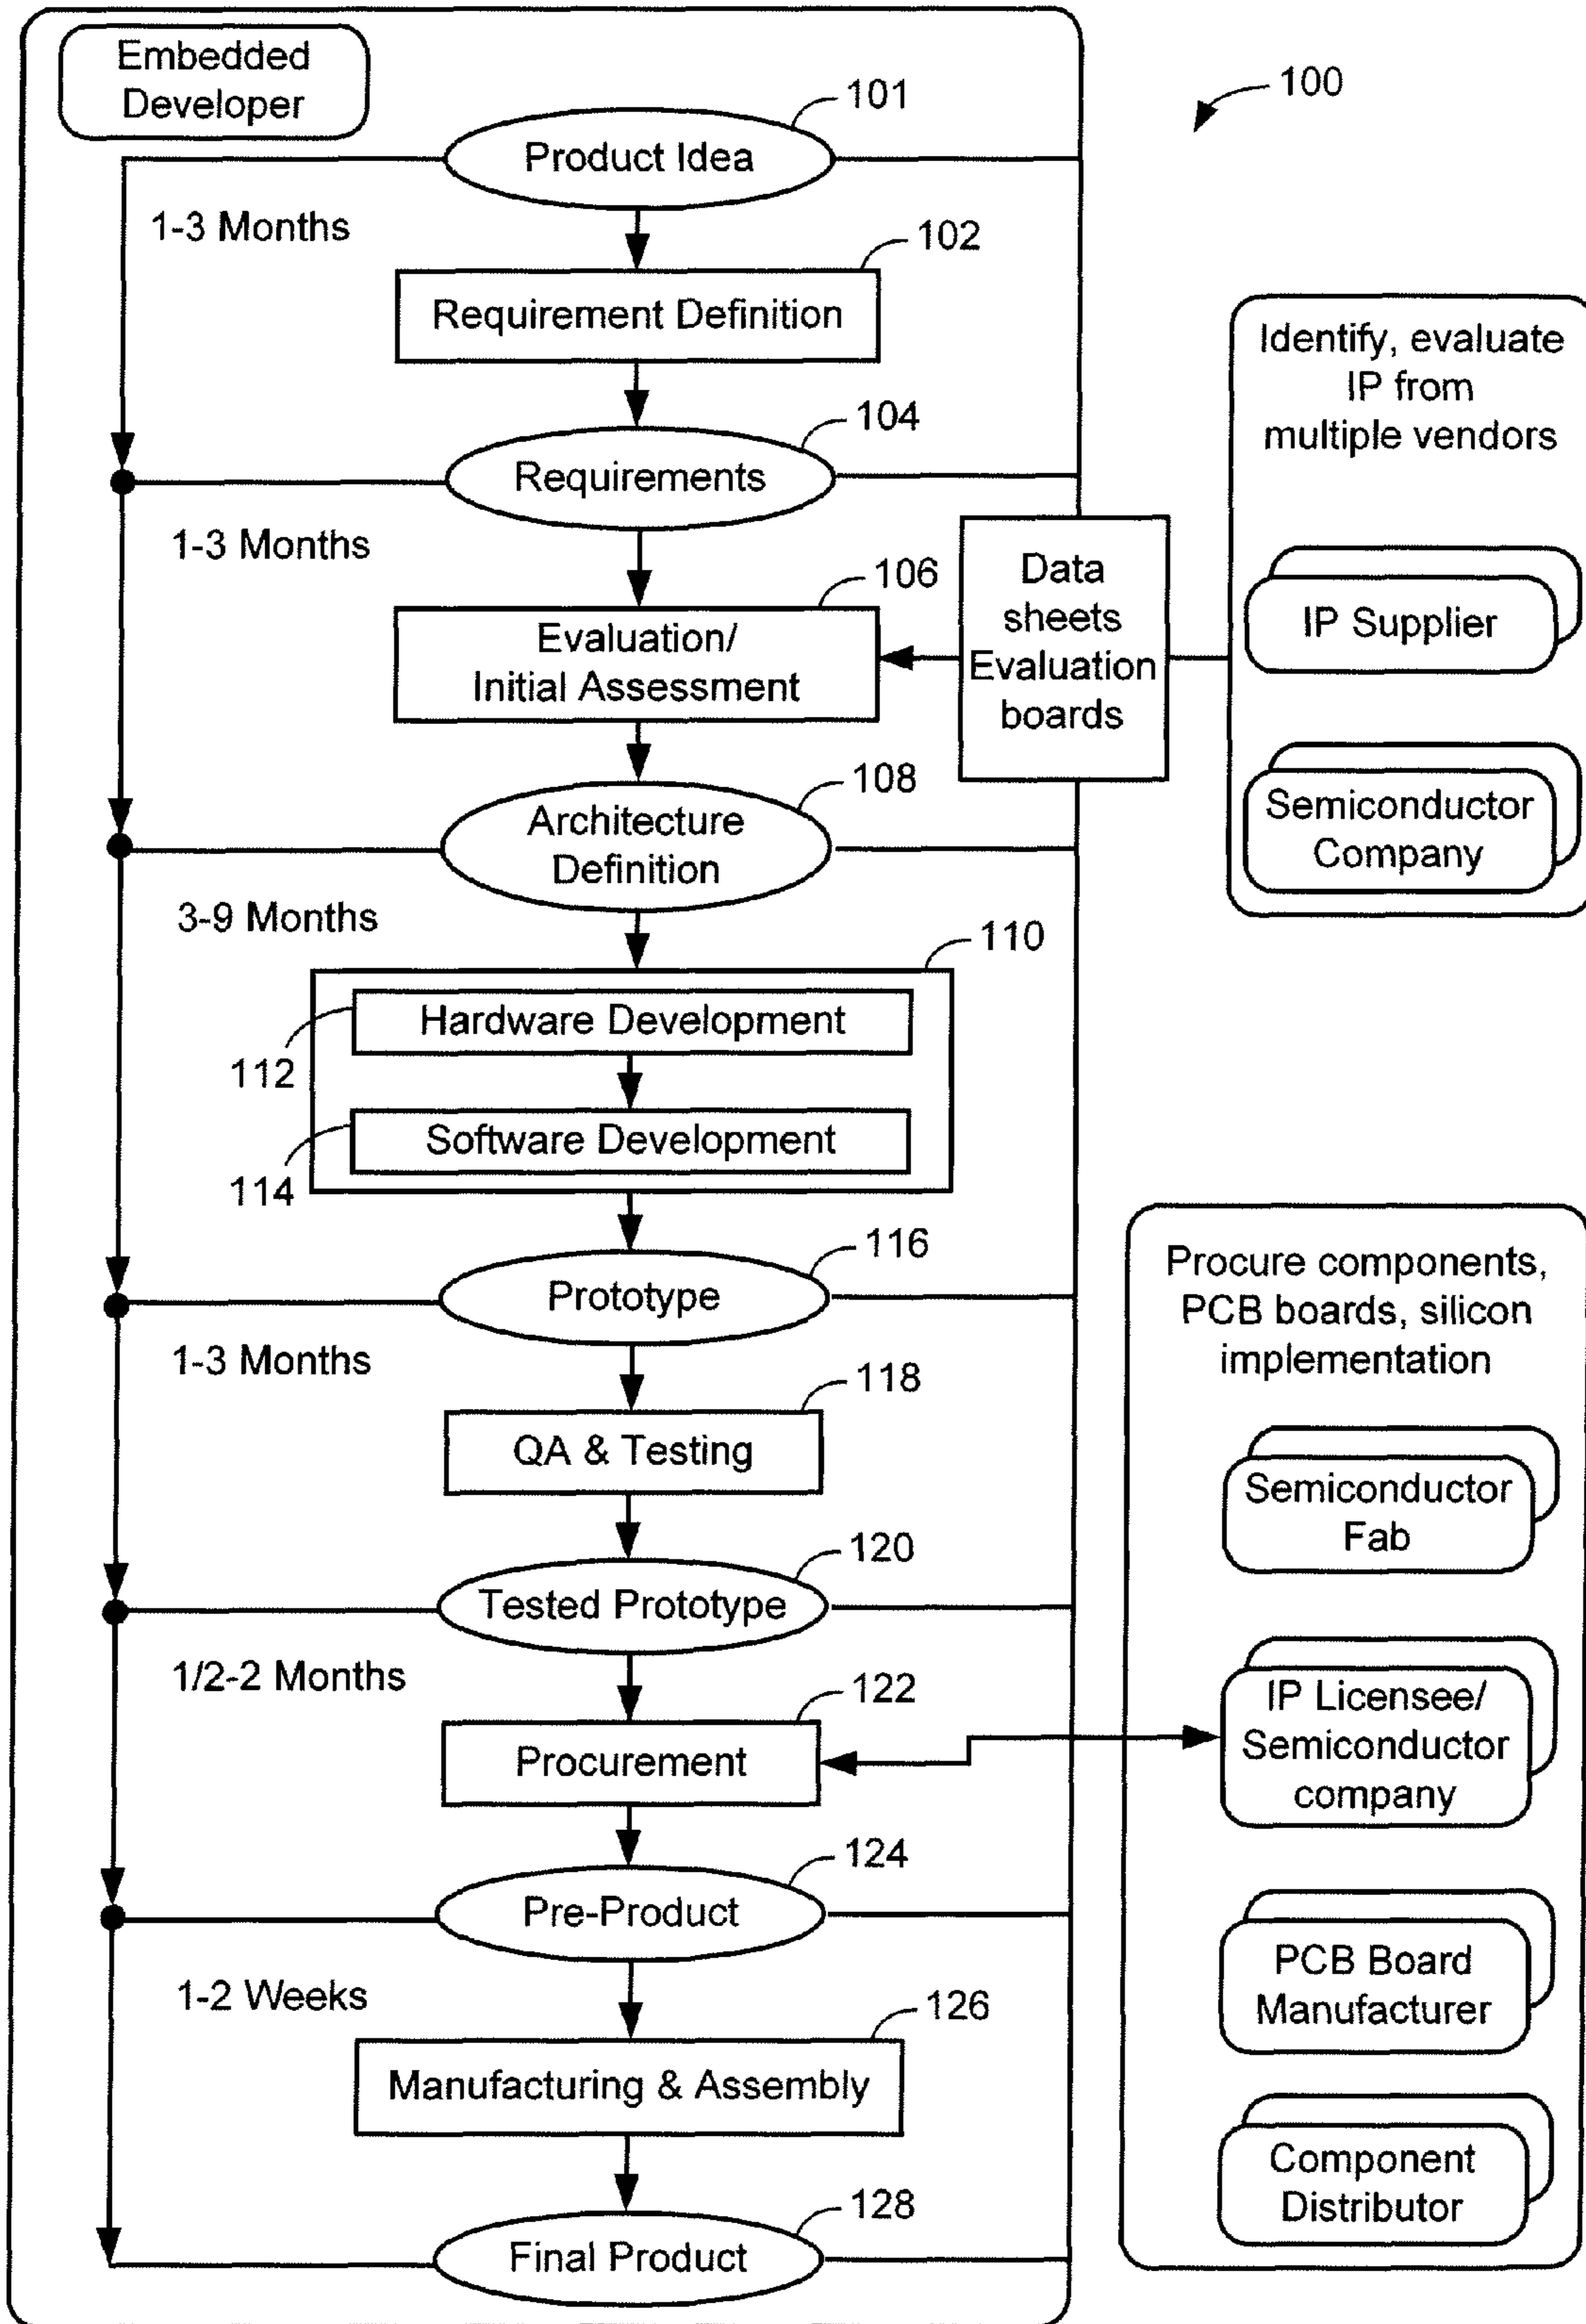 Embedded
Developer
100
101
Product Idea
1-3 Months
102
Requirement Definition
104
Requirements
1-3 Months
106
Evaluation/
Initial Assessment
Data
sheets
Evaluation
boards
Identify, evaluate
IP from
multiple vendors
IP Supplier
Semiconductor
Company
108
Architecture
Definition
3-9 Months
110
Hardware Development
112
Software Development
114
116
Prototype
1-3 Months
118
QA & Testing
120
Tested Prototype
1/2-2 Months
122
Procurement
124
Pre-Product
1-2 Weeks
126
Manufacturing & Assembly
128
Final Product
Procure components,
PCB boards, silicon
implementation
Semiconductor
Fab
IP Licensee/
Semiconductor
company
PCB Board
Manufacturer
Component
Distributor